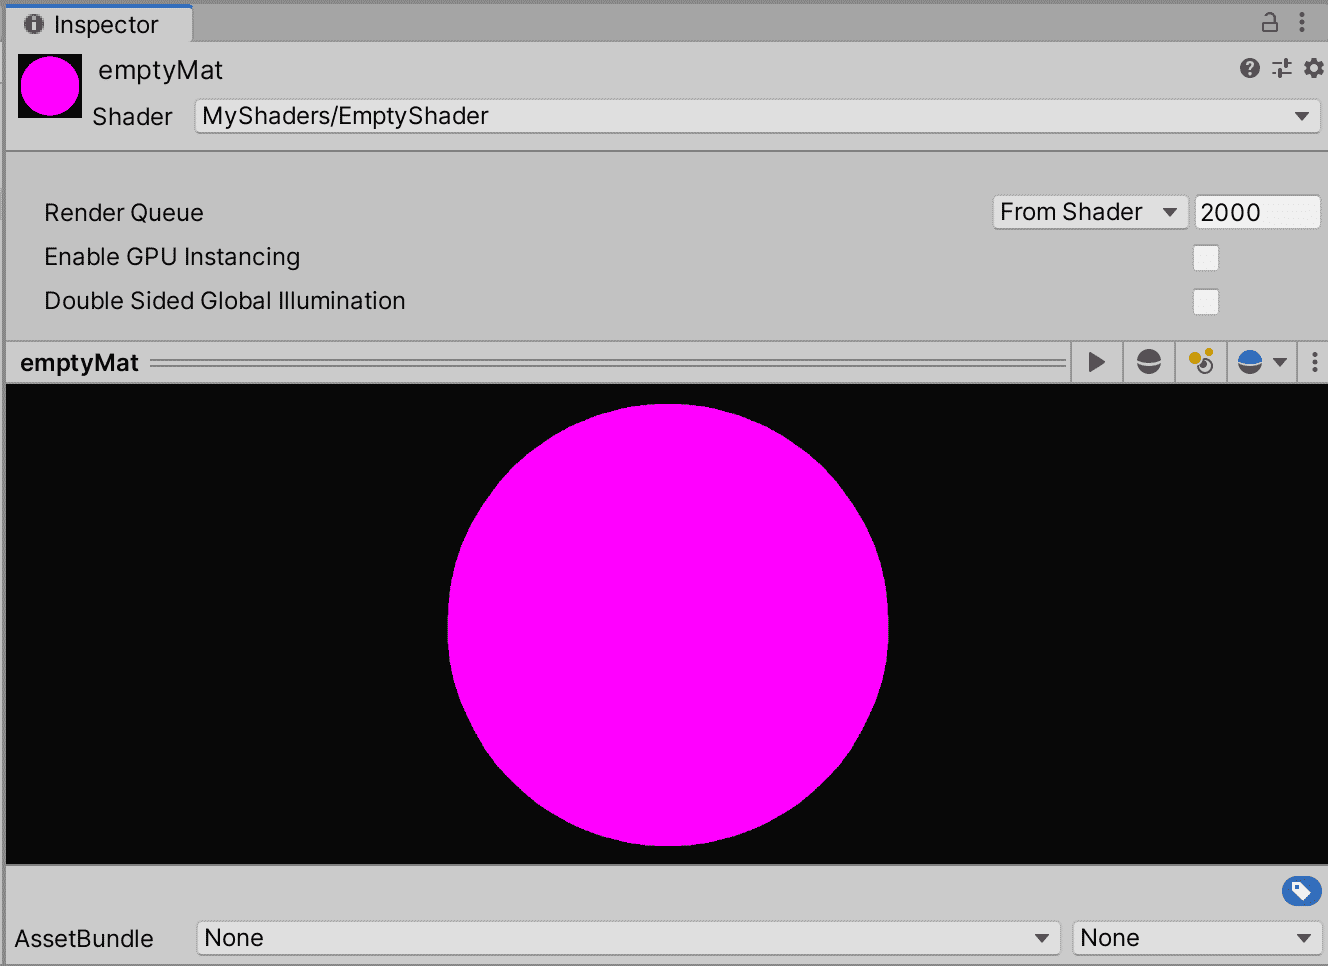 Inspector
emptyMat
Shader MyShaders/EmptyShader
Render Queue From Shader 2000
Enable GPU Instancing
Double Sided Global Illumination
emptyMat
AssetBundle None None